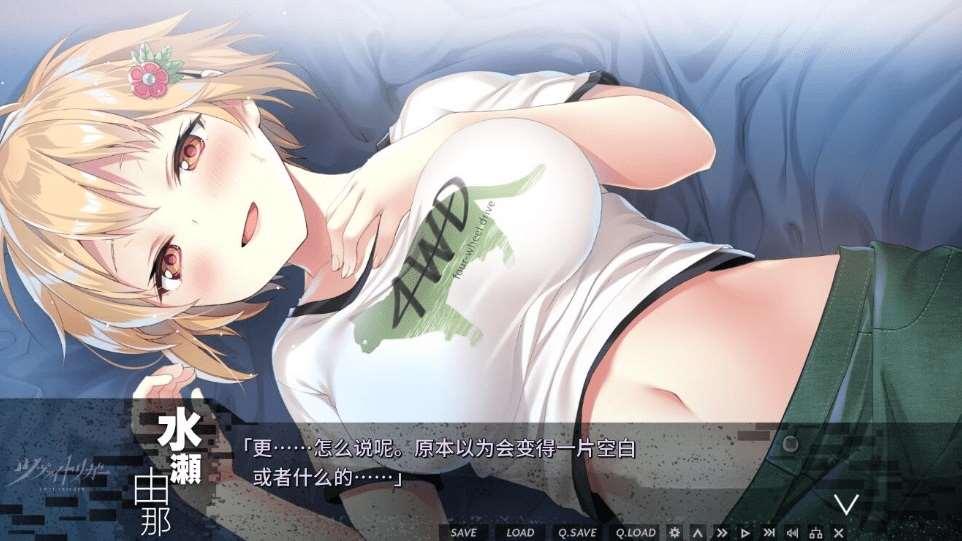 4WD
four-wheel drive
水瀬
由那
「更……怎么说呢。原本以为会变得一片空白
或者什么的……」
SAVE LOAD Q.SAVE Q.LOAD